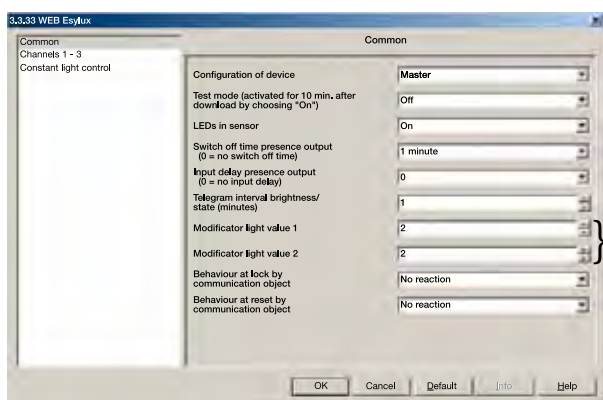 3.3.33 WEB Esylux
Common
Channels 1 - 3
Constant light control
Common
Configuration of device
Master
Test mode (activated for 10 min. after
download by choosing "On")
Off
LEDs in sensor
On
Switch off time presence output
(0 = no switch off time)
1 minute
Input delay presence output
(0 = no input delay)
0
Telegram interval brightness/
state (minutes)
1
Modificator light value 1
2
Modificator light value 2
2
Behaviour at lock by
communication object
No reaction
Behaviour at reset by
communication object
No reaction
OK
Cancel
Default
Info
Help